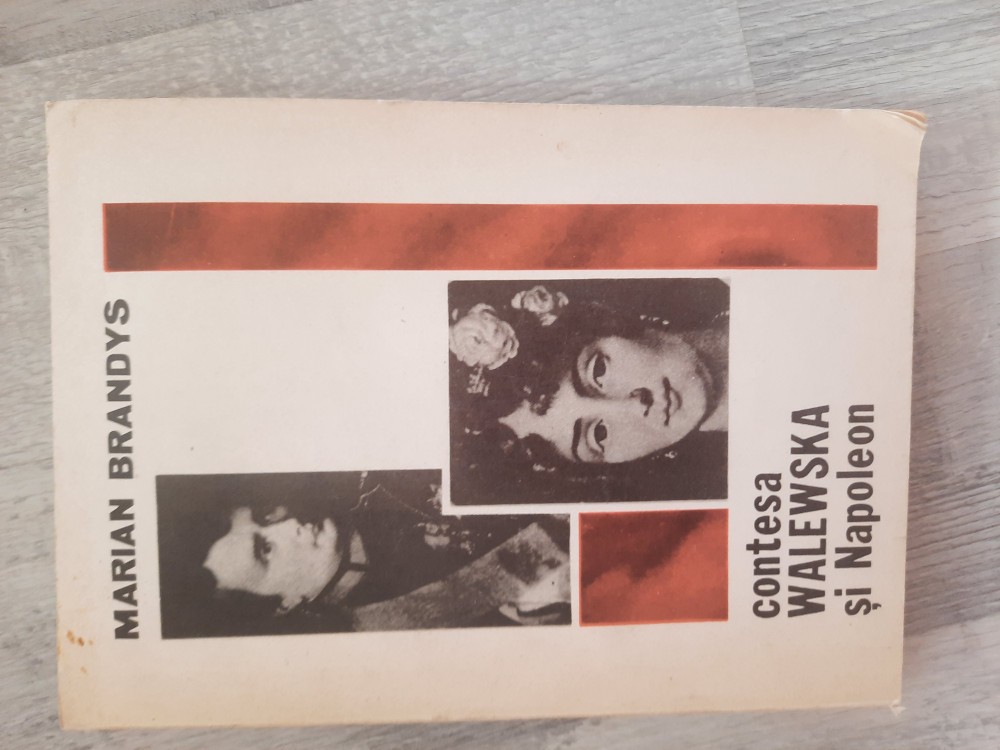 MARIAN BRANDYS
contesa
WALEWSKA
și Napoleon